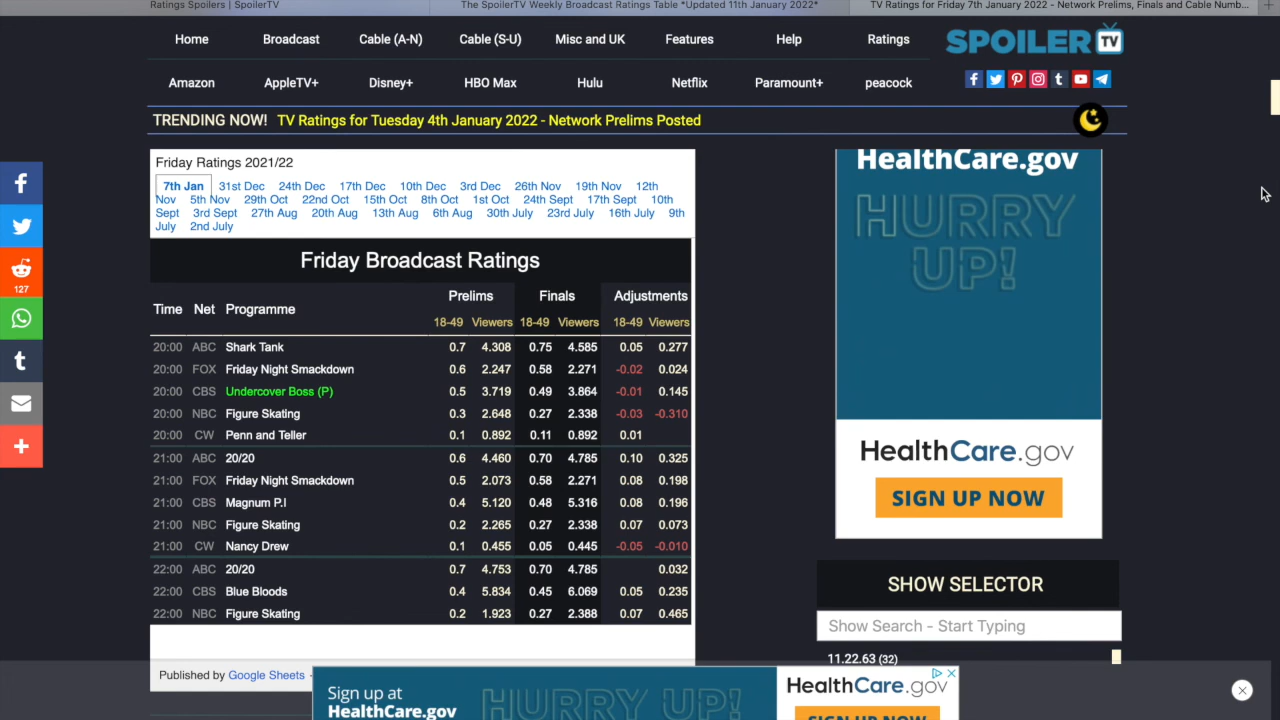 Ratings Spoilers | SpoilerTV
The SpoilerTV Weekly Broadcast Ratings Table *Updated 11th January 2022*
TV Ratings for Friday 7th January 2022 - Network Prelims, Finals and Cable Numb...
Home Broadcast Cable (A-N) Cable (S-U) Misc and UK Features Help Ratings
SPOILER TV
Amazon AppleTV+ Disney+ HBO Max Hulu Netflix Paramount+ peacock
TRENDING NOW! TV Ratings for Tuesday 4th January 2022 - Network Prelims Posted
127
Friday Ratings 2021/22
7th Jan 31st Dec 24th Dec 17th Dec 10th Dec 3rd Dec 26th Nov 19th Nov 12th
Nov 5th Nov 29th Oct 22nd Oct 15th Oct 8th Oct 1st Oct 24th Sept 17th Sept 10th
Sept 3rd Sept 27th Aug 20th Aug 13th Aug 6th Aug 30th July 23rd July 16th July 9th
July 2nd July
Friday Broadcast Ratings
Prelims Finals Adjustments
Time Net Programme
18-49 Viewers 18-49 Viewers 18-49 Viewers
20:00 ABC Shark Tank 0.7 4.308 0.75 4.585 0.05 0.277
20:00 FOX Friday Night Smackdown 0.6 2.247 0.58 2.271 -0.02 0.024
20:00 CBS Undercover Boss (P) 0.5 3.719 0.49 3.864 -0.01 0.145
20:00 NBC Figure Skating 0.3 2.648 0.27 2.338 -0.03 -0.310
20:00 CW Penn and Teller 0.1 0.892 0.11 0.892 0.01
21:00 ABC 20/20 0.6 4.460 0.70 4.785 0.10 0.325
21:00 FOX Friday Night Smackdown 0.5 2.073 0.58 2.271 0.08 0.198
21:00 CBS Magnum P.I 0.4 5.120 0.48 5.316 0.08 0.196
21:00 NBC Figure Skating 0.2 2.265 0.27 2.338 0.07 0.073
21:00 CW Nancy Drew 0.1 0.455 0.05 0.445 -0.05 -0.010
22:00 ABC 20/20 0.7 4.753 0.70 4.785 0.032
22:00 CBS Blue Bloods 0.4 5.834 0.45 6.069 0.05 0.235
22:00 NBC Figure Skating 0.2 1.923 0.27 2.388 0.07 0.465
Published by Google Sheets -
HealthCare.gov
HURRY
UP!
HealthCare.gov
SIGN UP NOW
SHOW SELECTOR
Show Search - Start Typing
11.22.63 (32)
Sign up at
HealthCare.gov
HURRY UP!
HealthCare.gov
SIGN UP NOW